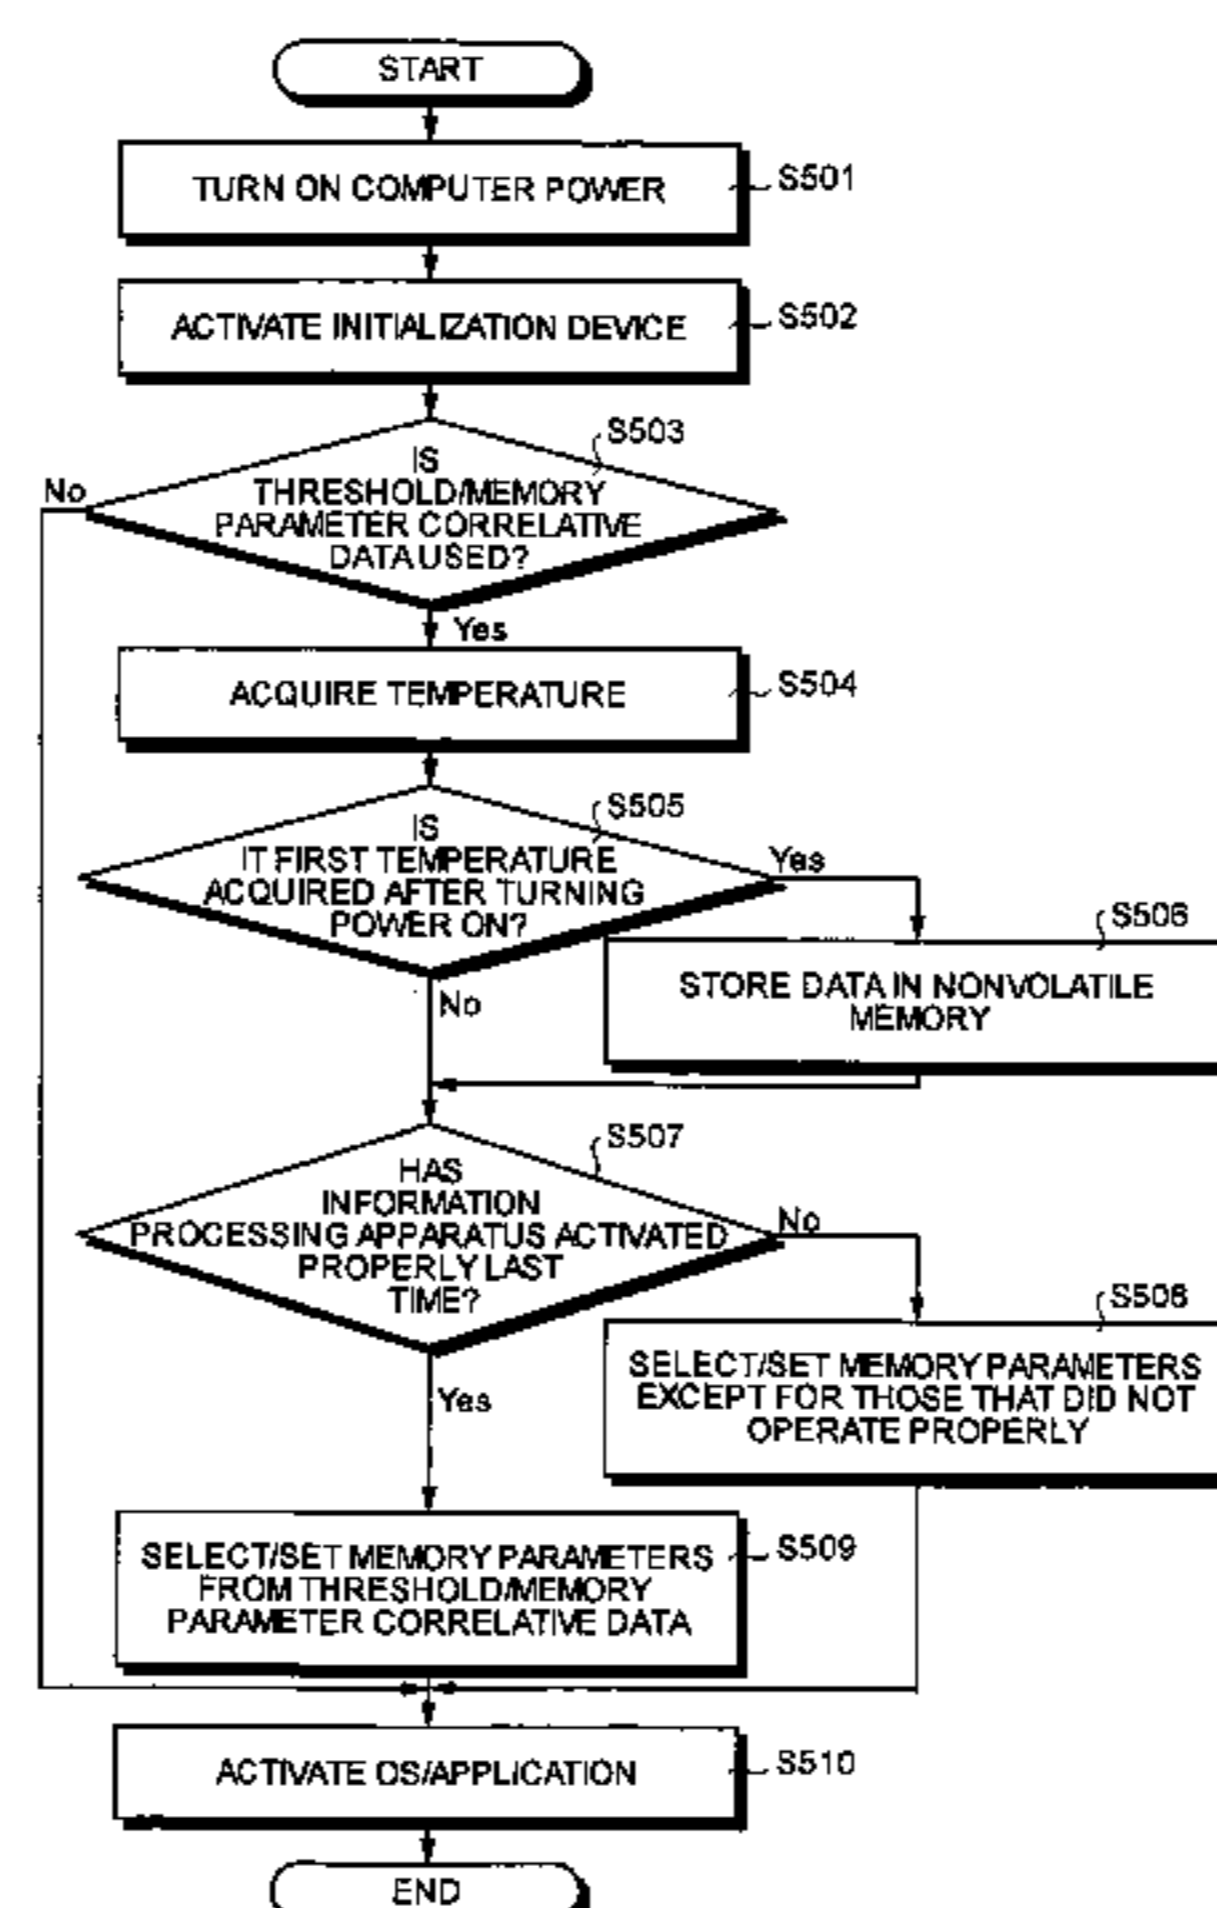 START
TURN ON COMPUTER POWER
S501
ACTIVATE INITIALIZATION DEVICE
S502
S503
IS
THRESHOLD/MEMORY
PARAMETER CORRELATIVE
DATA USED?
No
Yes
ACQUIRE TEMPERATURE
S504
S505
IS
IT FIRST TEMPERATURE
ACQUIRED AFTER TURNING
POWER ON?
Yes
S506
STORE DATA IN NONVOLATILE
MEMORY
No
S507
HAS
INFORMATION
PROCESSING APPARATUS ACTIVATED
PROPERLY LAST
TIME?
No
S508
SELECT/SET MEMORY PARAMETERS
EXCEPT FOR THOSE THAT DID NOT
OPERATE PROPERLY
Yes
SELECT/SET MEMORY PARAMETERS
FROM THRESHOLD/MEMORY
PARAMETER CORRELATIVE DATA
S509
ACTIVATE OS/APPLICATION
S510
END